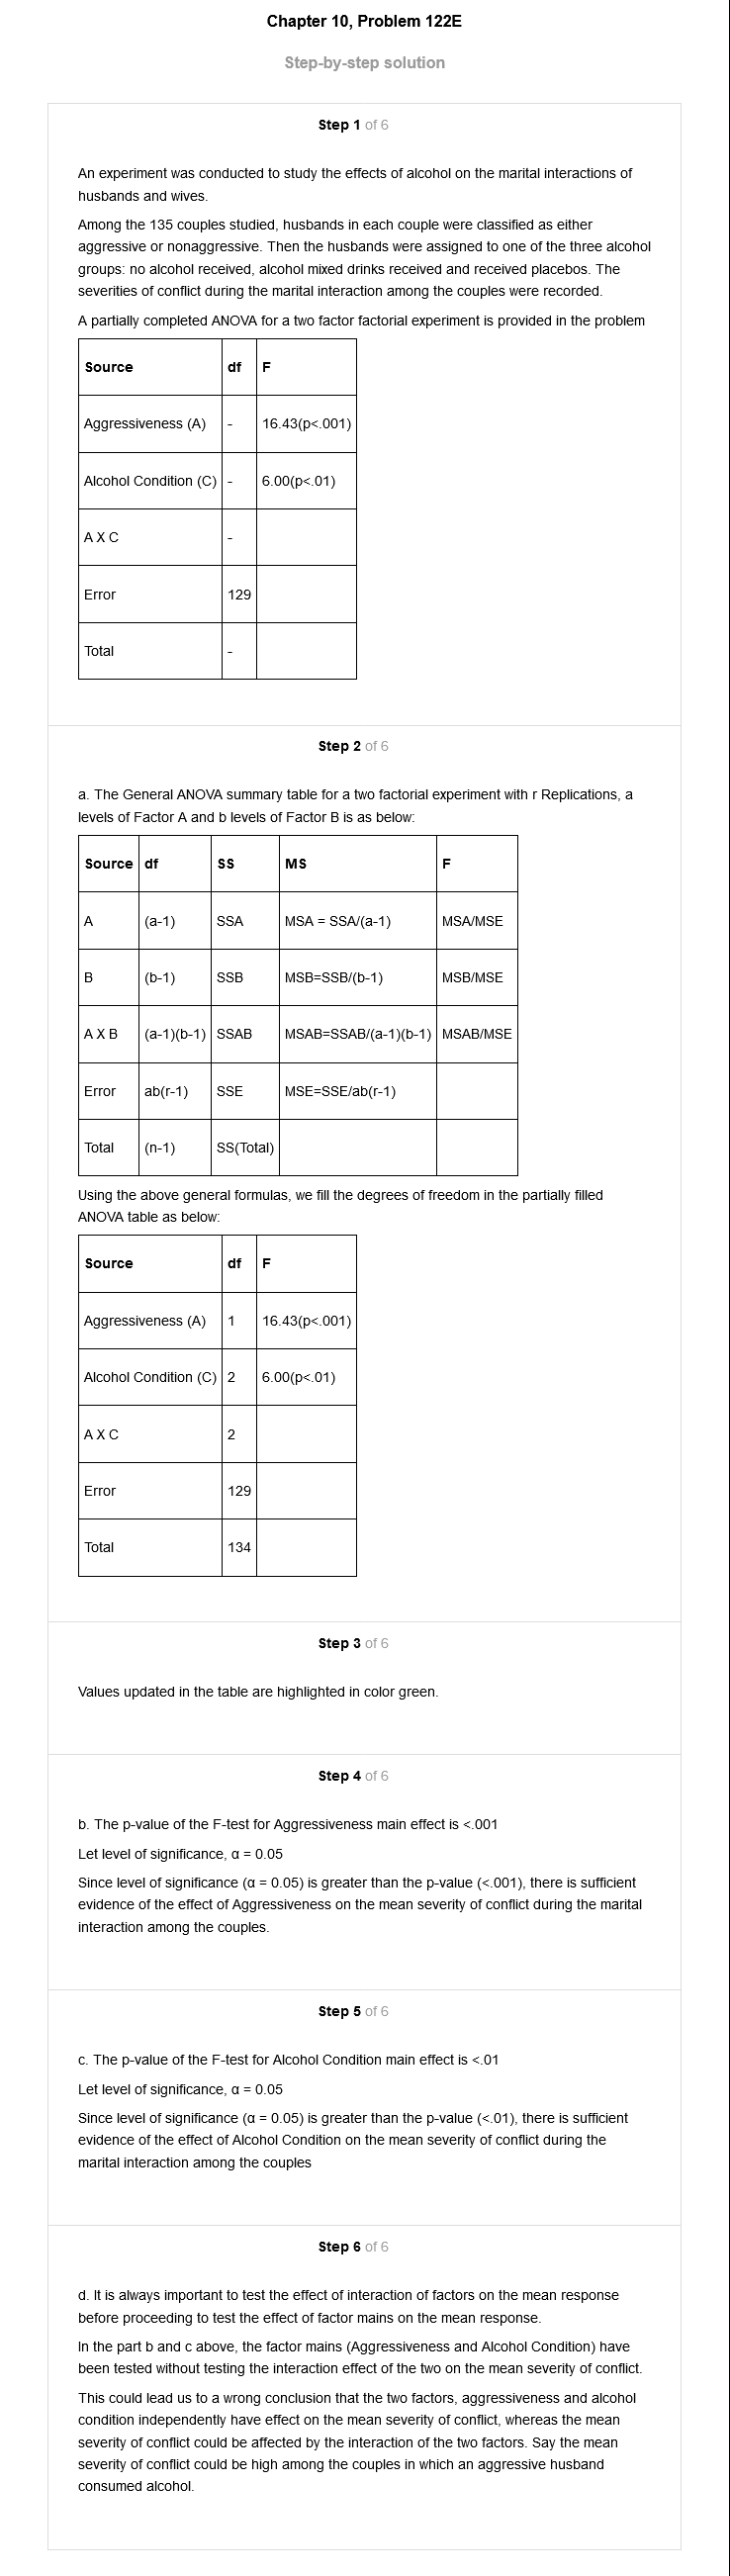 Chapter 10, Problem 122E
Step-by-step solution
Step 1 of 6
An experiment was conducted to study the effects of alcohol on the marital interactions of
husbands and wives.
Among the 135 couples studied, husbands in each couple were classified as either
aggressive or nonaggressive. Then the husbands were assigned to one of the three alcohol
groups: no alcohol received, alcohol mixed drinks received and received placebos. The
severities of conflict during the marital interaction among the couples were recorded.
A partially completed ANOVA for a two factor factorial experiment is provided in the problem
Source df F
Aggressiveness (A) - 16.43(p<.001)
Alcohol Condition (C) - 6.00(p<.01)
A X C -
Error 129
Total -
Step 2 of 6
a. The General ANOVA summary table for a two factorial experiment with r Replications, a
levels of Factor A and b levels of Factor B is as below:
Source df SS MS F
A (a-1) SSA MSA = SSA/(a-1) MSA/MSE
B (b-1) SSB MSB=SSB/(b-1) MSB/MSE
A X B (a-1)(b-1) SSAB MSAB=SSAB/(a-1)(b-1) MSAB/MSE
Error ab(r-1) SSE MSE=SSE/ab(r-1)
Total (n-1) SS(Total)
Using the above general formulas, we fill the degrees of freedom in the partially filled
ANOVA table as below:
Source df F
Aggressiveness (A) 1 16.43(p<.001)
Alcohol Condition (C) 2 6.00(p<.01)
A X C 2
Error 129
Total 134
Step 3 of 6
Values updated in the table are highlighted in color green.
Step 4 of 6
b. The p-value of the F-test for Aggressiveness main effect is <.001
Let level of significance, α = 0.05
Since level of significance (α = 0.05) is greater than the p-value (<.001), there is sufficient
evidence of the effect of Aggressiveness on the mean severity of conflict during the marital
interaction among the couples.
Step 5 of 6
c. The p-value of the F-test for Alcohol Condition main effect is <.01
Let level of significance, α = 0.05
Since level of significance (α = 0.05) is greater than the p-value (<.01), there is sufficient
evidence of the effect of Alcohol Condition on the mean severity of conflict during the
marital interaction among the couples
Step 6 of 6
d. It is always important to test the effect of interaction of factors on the mean response
before proceeding to test the effect of factor mains on the mean response.
In the part b and c above, the factor mains (Aggressiveness and Alcohol Condition) have
been tested without testing the interaction effect of the two on the mean severity of conflict.
This could lead us to a wrong conclusion that the two factors, aggressiveness and alcohol
condition independently have effect on the mean severity of conflict, whereas the mean
severity of conflict could be affected by the interaction of the two factors. Say the mean
severity of conflict could be high among the couples in which an aggressive husband
consumed alcohol.